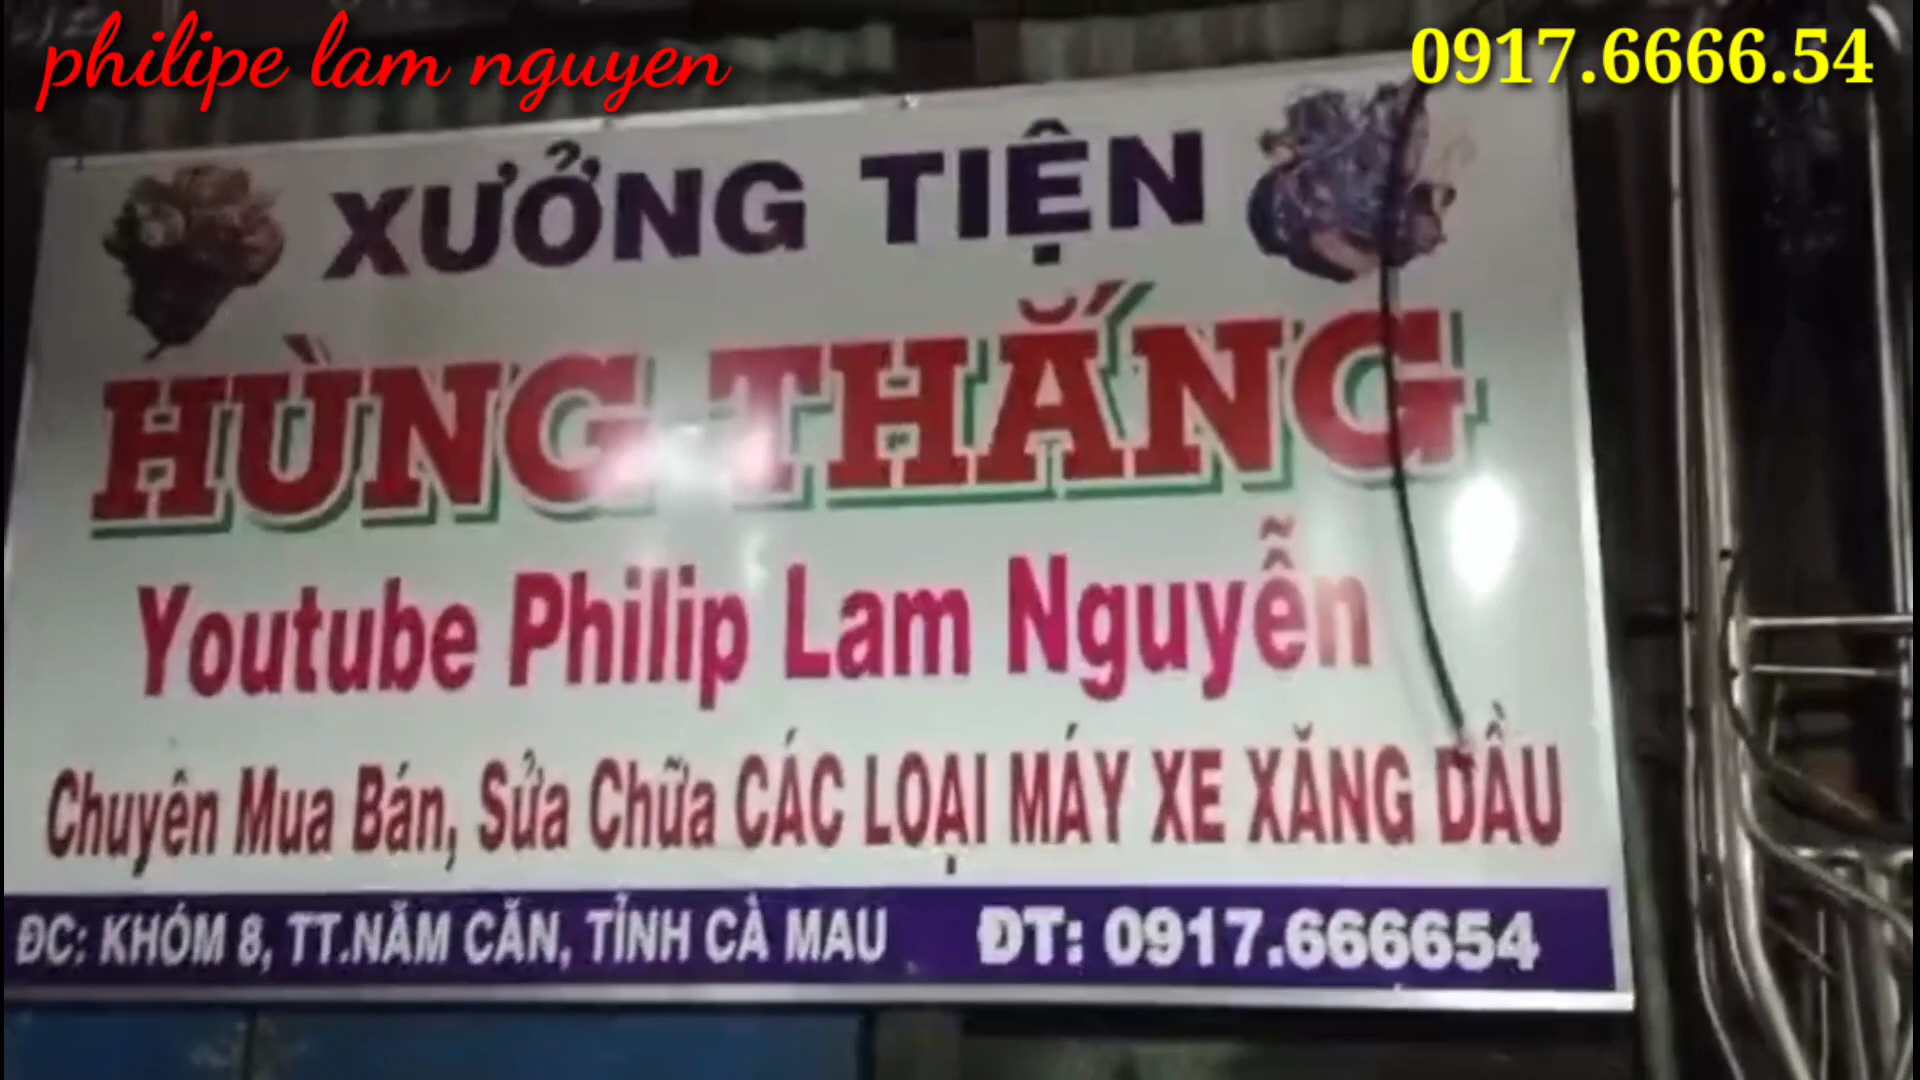 philipe lam nguyen
0917.6666.54
XƯỞNG TIỆN
HÙNG THẮNG
Youtube Philip Lam Nguyễn
Chuyên Mua Bán, Sửa Chữa CÁC LOẠI MÁY XE XĂNG DẦU
ĐC: KHÓM 8, TT.NĂM CĂN, TỈNH CÀ MAU ĐT: 0917.666654